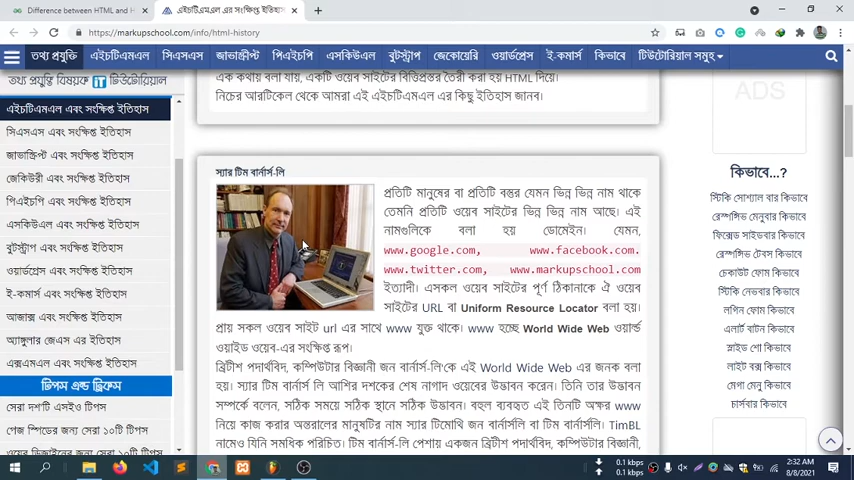 Difference between HTML and H
এইচটিএমএল এর সংক্ষিপ্ত ইতিহাস
https://markupschool.com/info/html-history
তথ্য প্রযুক্তি এইচটিএমএল সিএসএস জাভাস্ক্রীপ্ট পিএইচপি এসকিউএল বুটস্ট্রাপ জেকোয়েরি ওয়ার্ডপ্রেস ই-কমার্স কিভাবে টিউটোরিয়াল সমূহ
তথ্য প্রযুক্তি বিষয়ক IT টিউটোরিয়াল
এইচটিএমএল এবং সংক্ষিপ্ত ইতিহাস
সিএসএস এবং সংক্ষিপ্ত ইতিহাস
জাভাস্ক্রিপ্ট এবং সংক্ষিপ্ত ইতিহাস
জেকিউরী এবং সংক্ষিপ্ত ইতিহাস
পিএইচপি এবং সংক্ষিপ্ত ইতিহাস
এসকিউএল এবং সংক্ষিপ্ত ইতিহাস
বুটস্ট্রাপ এবং সংক্ষিপ্ত ইতিহাস
ওয়ার্ডপ্রেস এবং সংক্ষিপ্ত ইতিহাস
ই-কমার্স এবং সংক্ষিপ্ত ইতিহাস
আজাক্স এবং সংক্ষিপ্ত ইতিহাস
অ্যাঙ্গুলার জেএস এর ইতিহাস
এক্সএমএল এবং সংক্ষিপ্ত ইতিহাস
টিপস এন্ড ট্রিক্স
সেরা দশটি এসইও টিপস
পেজ স্পিডের জন্য সেরা ১০টি টিপস
এক কথায় বলা যায়, একটি ওয়েব সাইটের বিত্তিপ্রস্তর তৈরী করা হয় HTML দিয়ে।
নিচের আরটিকেল থেকে আমরা এই এইচটিএমএল এর কিছু ইতিহাস জানব।
স্যার টিম বার্নার্স-লি
প্রতিটি মানুষের বা প্রতিটি বস্তুর যেমন ভিন্ন ভিন্ন নাম থাকে
তেমনি প্রতিটি ওয়েব সাইটের ভিন্ন ভিন্ন নাম আছে। এই
নামগুলিকে বলা হয় ডোমেইন। যেমন,
www.google.com, www.facebook.com.
www.twitter.com, www.markupschool.com
ইত্যাদী। এসকল ওয়েব সাইটের পূর্ণ ঠিকানাকে ঐ ওয়েব
সাইটের URL বা Uniform Resource Locator বলা হয়।
প্রায় সকল ওয়েব সাইট url এর সাথে www যুক্ত থাকে। www হচ্ছে World Wide Web ওয়ার্ল্ড
ওয়াইড ওয়েব-এর সংক্ষিপ্ত রূপ।
ব্রিটিশ পদার্থবিদ, কম্পিউটার বিজ্ঞানী জন বার্নার্স-লি'কে এই World Wide Web এর জনক বলা
হয়। স্যার টিম বার্নার্স লি আশির দশকের শেষ নাগাদ ওয়েবের উদ্ভাবন করেন। তিনি তার উদ্ভাবন
সম্পর্কে বলেন, সঠিক সময়ে সঠিক স্থানে সঠিক উদ্ভাবন। বহুল ব্যবহৃত এই তিনটি অক্ষর www
নিয়ে কাজ করার অন্তরালের মানুষটির নাম স্যার টিমোথি জন বার্নার্সলি বা টিম বার্নার্সলি। TimBL
নামেও যিনি সমধিক পরিচিত। টিম বার্নার্স-লি পেশায় একজন ব্রিটীশ পদার্থবিদ, কম্পিউটার বিজ্ঞানী,
ADS
কিভাবে...?
স্টিকি সোশ্যাল বার কিভাবে
রেস্পন্সিভ মেনুবার কিভাবে
ফিক্সেড সাইডবার কিভাবে
রেস্পন্সিভ টেবস কিভাবে
চেকাউট ফোম কিভাবে
স্টিকি নেভবার কিভাবে
লগিন ফোম কিভাবে
এলার্ট বাটন কিভাবে
স্লাইড শো কিভাবে
লাইট বক্স কিভাবে
মেগা মেনু কিভাবে
চার্সবার কিভাবে
0.1 kbps
0.1 kbps
2:32 AM
8/8/2021